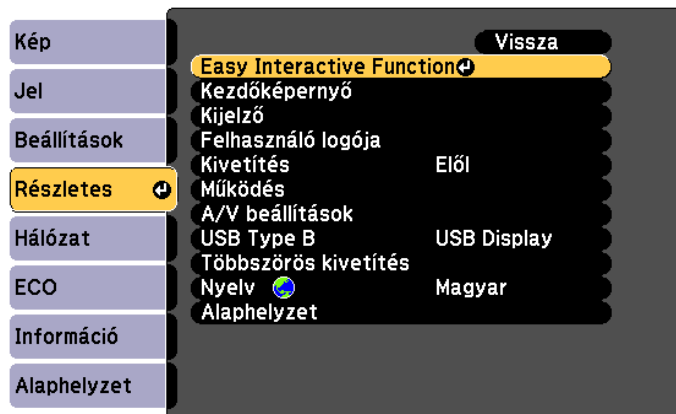 Kép
Jel
Beállítások
Részletes
Hálózat
ECO
Információ
Alaphelyzet
Vissza
Easy Interactive Function
Kezdőképernyő
Kijelző
Felhasználó logója
Kivetítés Elől
Működés
A/V beállítások
USB Type B USB Display
Többszörös kivetítés
Nyelv Magyar
Alaphelyzet